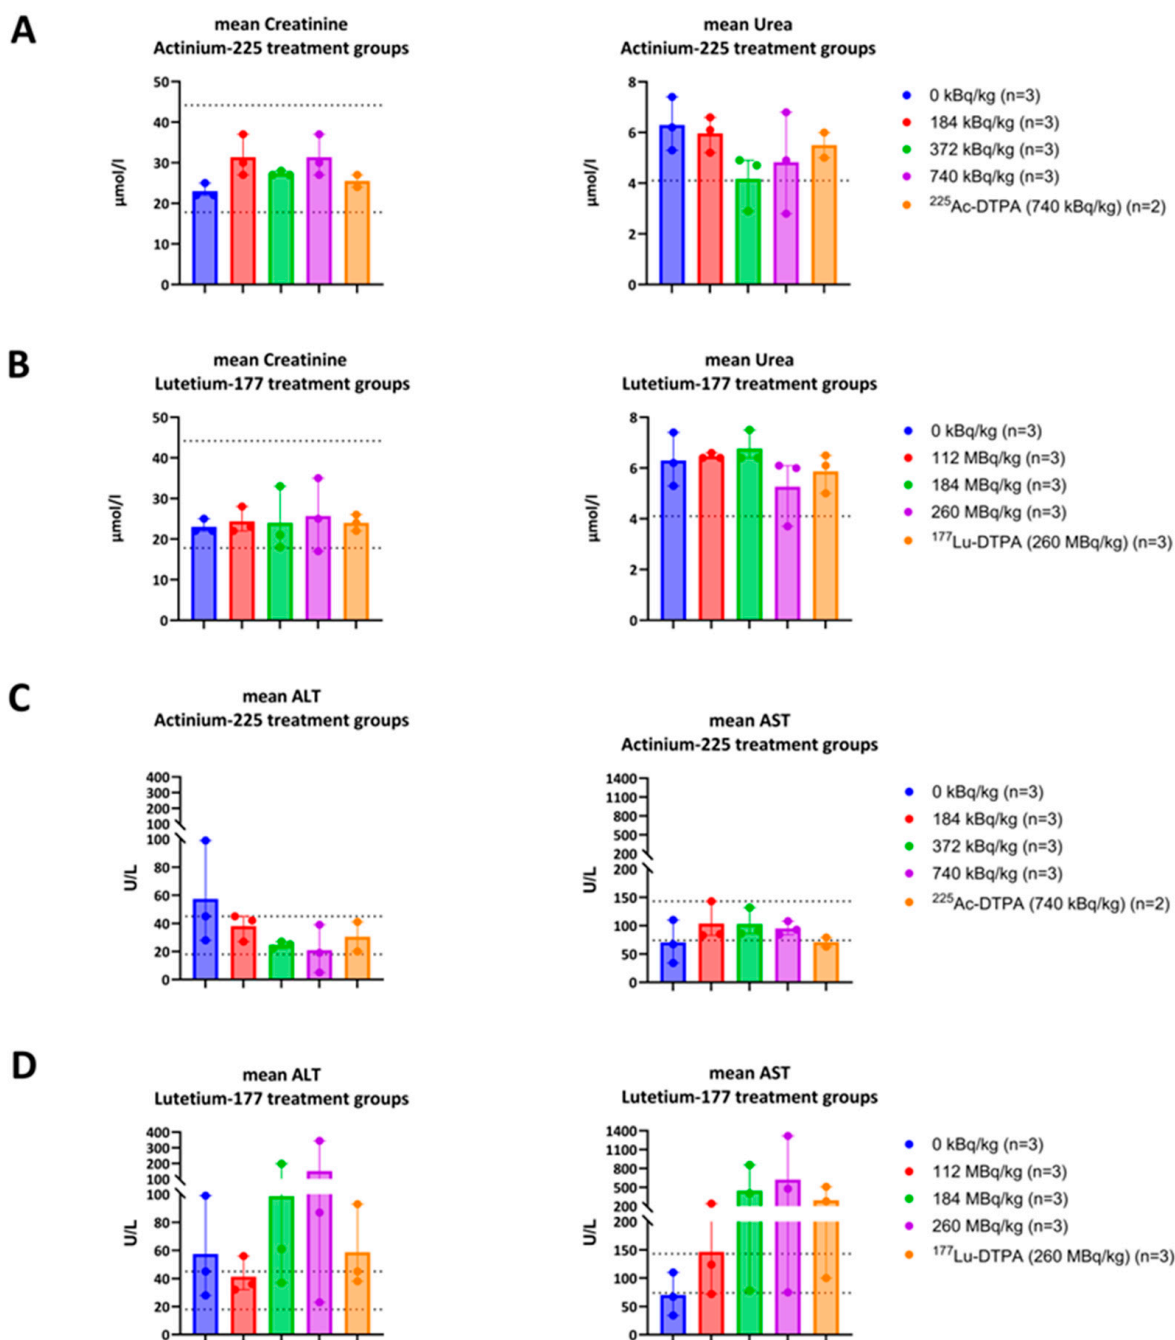 A
mean Creatinine
Actinium-225 treatment groups
µmol/l
50
40
30
20
10
0
mean Urea
Actinium-225 treatment groups
µmol/l
8
6
4
2
0
0 kBq/kg (n=3)
184 kBq/kg (n=3)
372 kBq/kg (n=3)
740 kBq/kg (n=3)
²²⁵Ac-DTPA (740 kBq/kg) (n=2)
B
mean Creatinine
Lutetium-177 treatment groups
µmol/l
50
40
30
20
10
0
mean Urea
Lutetium-177 treatment groups
µmol/l
8
6
4
2
0
0 kBq/kg (n=3)
112 MBq/kg (n=3)
184 MBq/kg (n=3)
260 MBq/kg (n=3)
¹⁷⁷Lu-DTPA (260 MBq/kg) (n=3)
C
mean ALT
Actinium-225 treatment groups
U/L
400
300
200
100
100
80
60
40
20
0
mean AST
Actinium-225 treatment groups
U/L
1400
1100
800
500
200
200
150
100
50
0
0 kBq/kg (n=3)
184 kBq/kg (n=3)
372 kBq/kg (n=3)
740 kBq/kg (n=3)
²²⁵Ac-DTPA (740 kBq/kg) (n=2)
D
mean ALT
Lutetium-177 treatment groups
U/L
400
300
200
100
100
80
60
40
20
0
mean AST
Lutetium-177 treatment groups
U/L
1400
1100
800
500
200
200
150
100
50
0
0 kBq/kg (n=3)
112 MBq/kg (n=3)
184 MBq/kg (n=3)
260 MBq/kg (n=3)
¹⁷⁷Lu-DTPA (260 MBq/kg) (n=3)